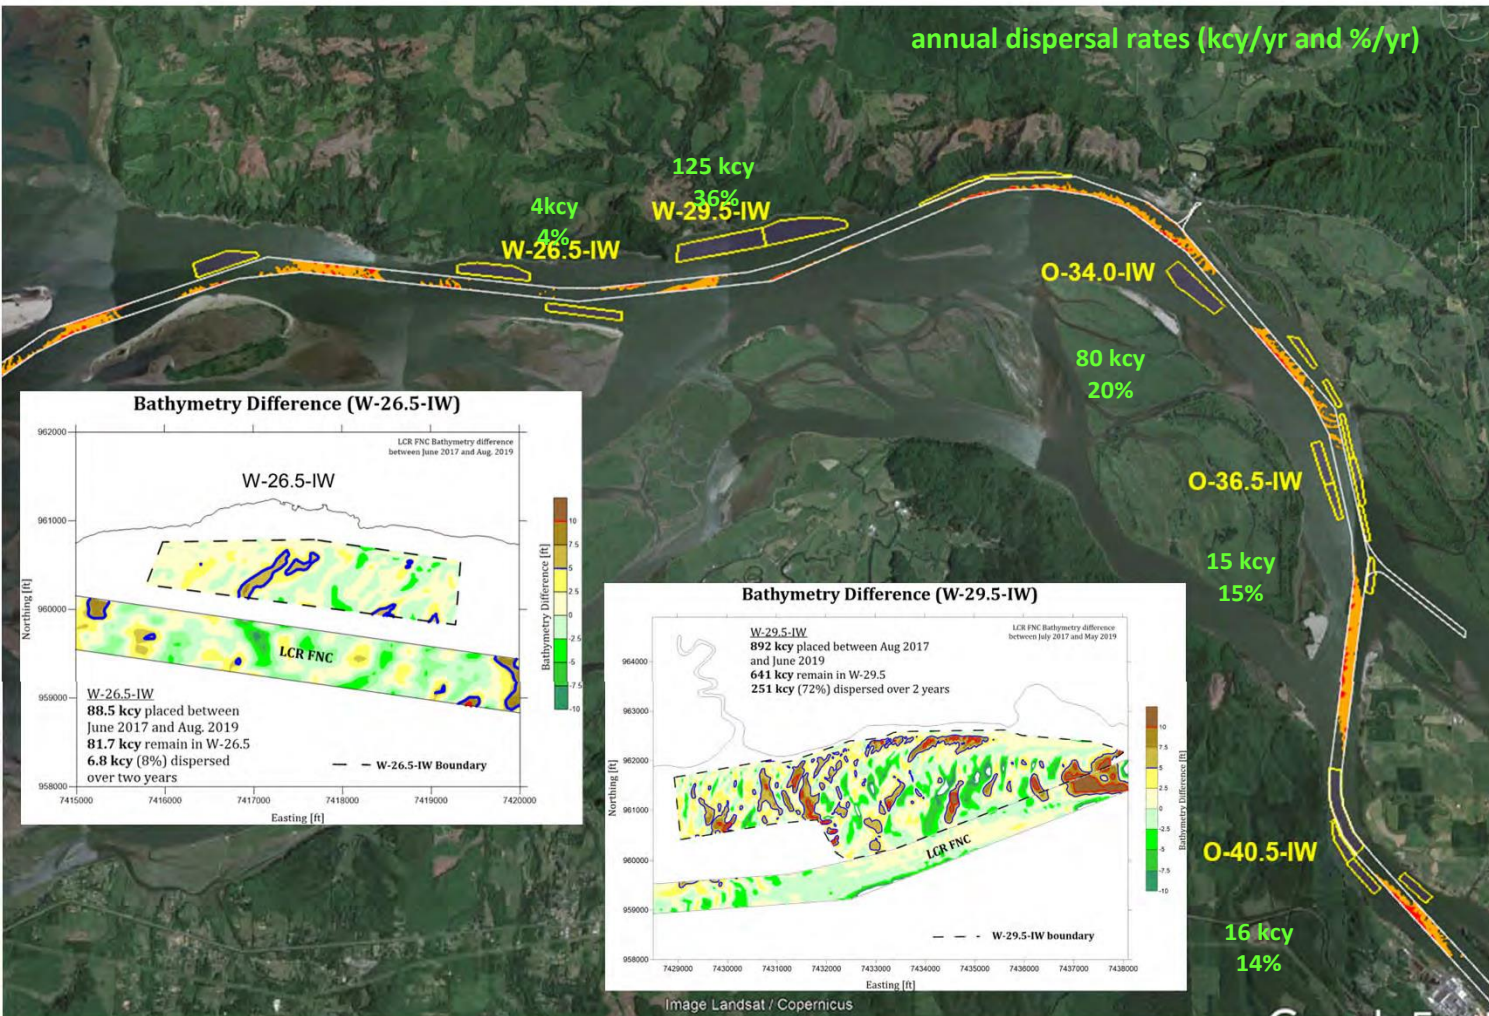 annual dispersal rates (kcy/yr and %/yr)
125 kcy
36%
W-29.5-IW
4kcy
4%
W-26.5-IW
O-34.0-IW
80 kcy
20%
O-36.5-IW
15 kcy
15%
O-40.5-IW
16 kcy
14%
Bathymetry Difference (W-26.5-IW)
LCR FNC Bathymetry difference
between June 2017 and Aug. 2019
W-26.5-IW
962000
961000
960000
959000
958000
Northing [ft]
LCR FNC
W-26.5-IW
88.5 kcy placed between
June 2017 and Aug. 2019
81.7 kcy remain in W-26.5
6.8 kcy (8%) dispersed
over two years
W-26.5-IW Boundary
7415000 7416000 7417000 7418000 7419000 7420000
Easting [ft]
Bathymetry Difference [ft]
10
7.5
5
2.5
0
-2.5
-5
-7.5
-10
Bathymetry Difference (W-29.5-IW)
LCR FNC Bathymetry difference
between July 2017 and May 2019
W-29.5-IW
892 kcy placed between Aug 2017
and June 2019
641 kcy remain in W-29.5
251 kcy (72%) dispersed over 2 years
964000
963000
962000
961000
960000
959000
958000
Northing [ft]
LCR FNC
W-29.5-IW boundary
7429000 7430000 7431000 7432000 7433000 7434000 7435000 7436000 7437000 7438000
Easting [ft]
Bathymetry Difference [ft]
10
7.5
5
2.5
0
-2.5
-5
-7.5
-10
Image Landsat / Copernicus